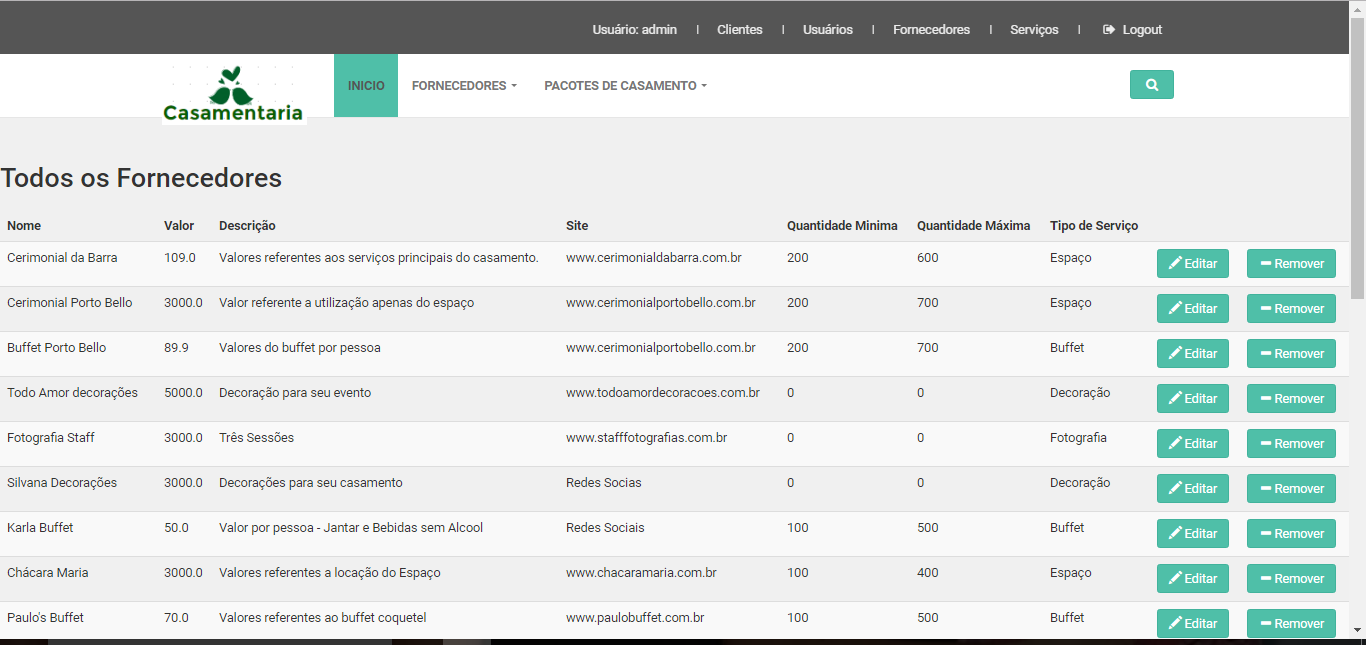 Usuário: admin | Clientes | Usuários | Fornecedores | Serviços | Logout
Casamentaria
INICIO FORNECEDORES PACOTES DE CASAMENTO
Todos os Fornecedores
Nome Valor Descrição Site Quantidade Minima Quantidade Máxima Tipo de Serviço
Cerimonial da Barra 109.0 Valores referentes aos serviços principais do casamento. www.cerimonialdabarra.com.br 200 600 Espaço Editar Remover
Cerimonial Porto Bello 3000.0 Valor referente a utilização apenas do espaço www.cerimonialportobello.com.br 200 700 Espaço Editar Remover
Buffet Porto Bello 89.9 Valores do buffet por pessoa www.cerimonialportobello.com.br 200 700 Buffet Editar Remover
Todo Amor decorações 5000.0 Decoração para seu evento www.todoamordecoracoes.com.br 0 0 Decoração Editar Remover
Fotografia Staff 3000.0 Três Sessões www.stafffotografias.com.br 0 0 Fotografia Editar Remover
Silvana Decorações 3000.0 Decorações para seu casamento Redes Socias 0 0 Decoração Editar Remover
Karla Buffet 50.0 Valor por pessoa - Jantar e Bebidas sem Alcool Redes Sociais 100 500 Buffet Editar Remover
Chácara Maria 3000.0 Valores referentes a locação do Espaço www.chacaramaria.com.br 100 400 Espaço Editar Remover
Paulo's Buffet 70.0 Valores referentes ao buffet coquetel www.paulobuffet.com.br 100 500 Buffet Editar Remover